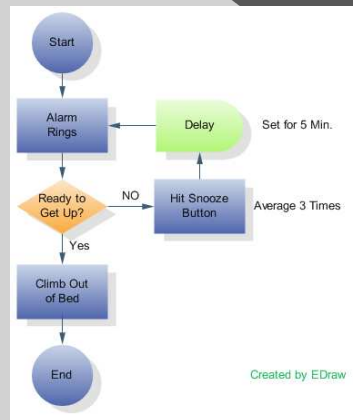 Start
Alarm
Rings
Delay
Set for 5 Min.
Ready to
Get Up?
NO
Hit Snooze
Button
Average 3 Times
Yes
Climb Out
of Bed
End
Created by EDraw